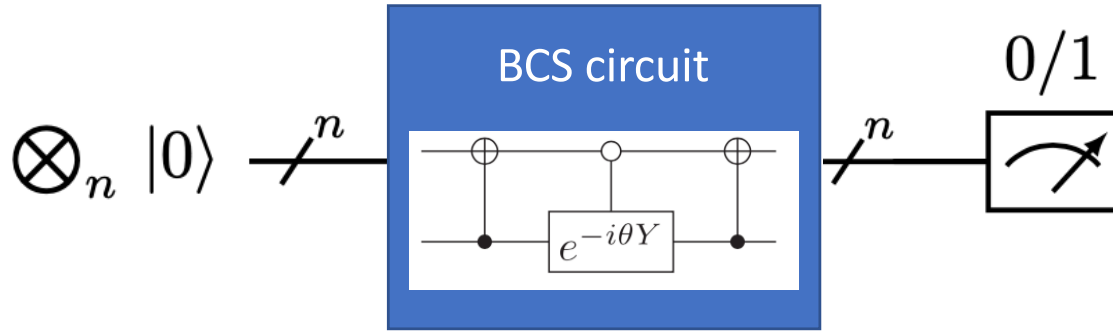 BCS circuit
0/1
⊗n |0⟩
n
n
e^{-iθY}